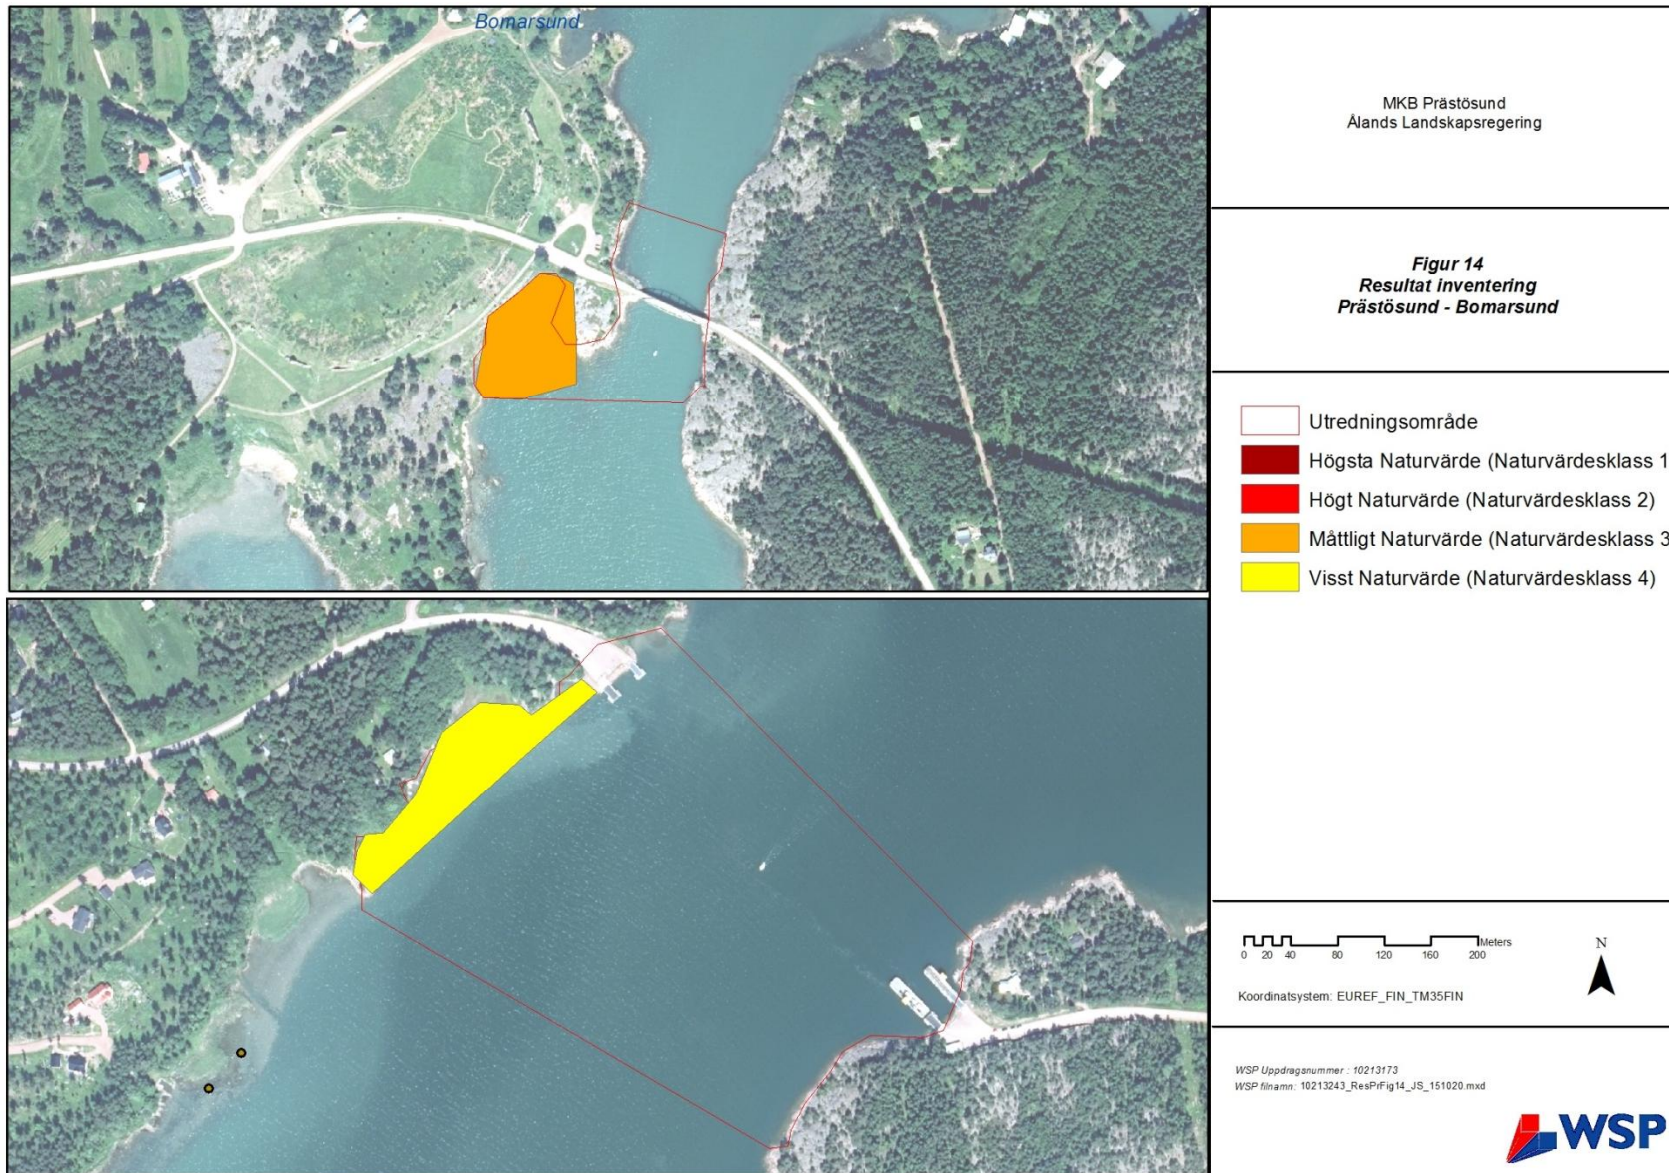 Bomarsund
MKB Prästösund
Ålands Landskapsregering
Figur 14
Resultat inventering
Prästösund - Bomarsund
Utredningsområde
Högsta Naturvärde (Naturvärdesklass 1
Högt Naturvärde (Naturvärdesklass 2)
Måttligt Naturvärde (Naturvärdesklass 3
Visst Naturvärde (Naturvärdesklass 4)
Meters
0 20 40 80 120 160 200
N
Koordinatsystem: EUREF_FIN_TM35FIN
WSP Uppdragsnummer : 10213173
WSP filnamn: 10213243_ResPrFig14_JS_151020.mxd
WSP